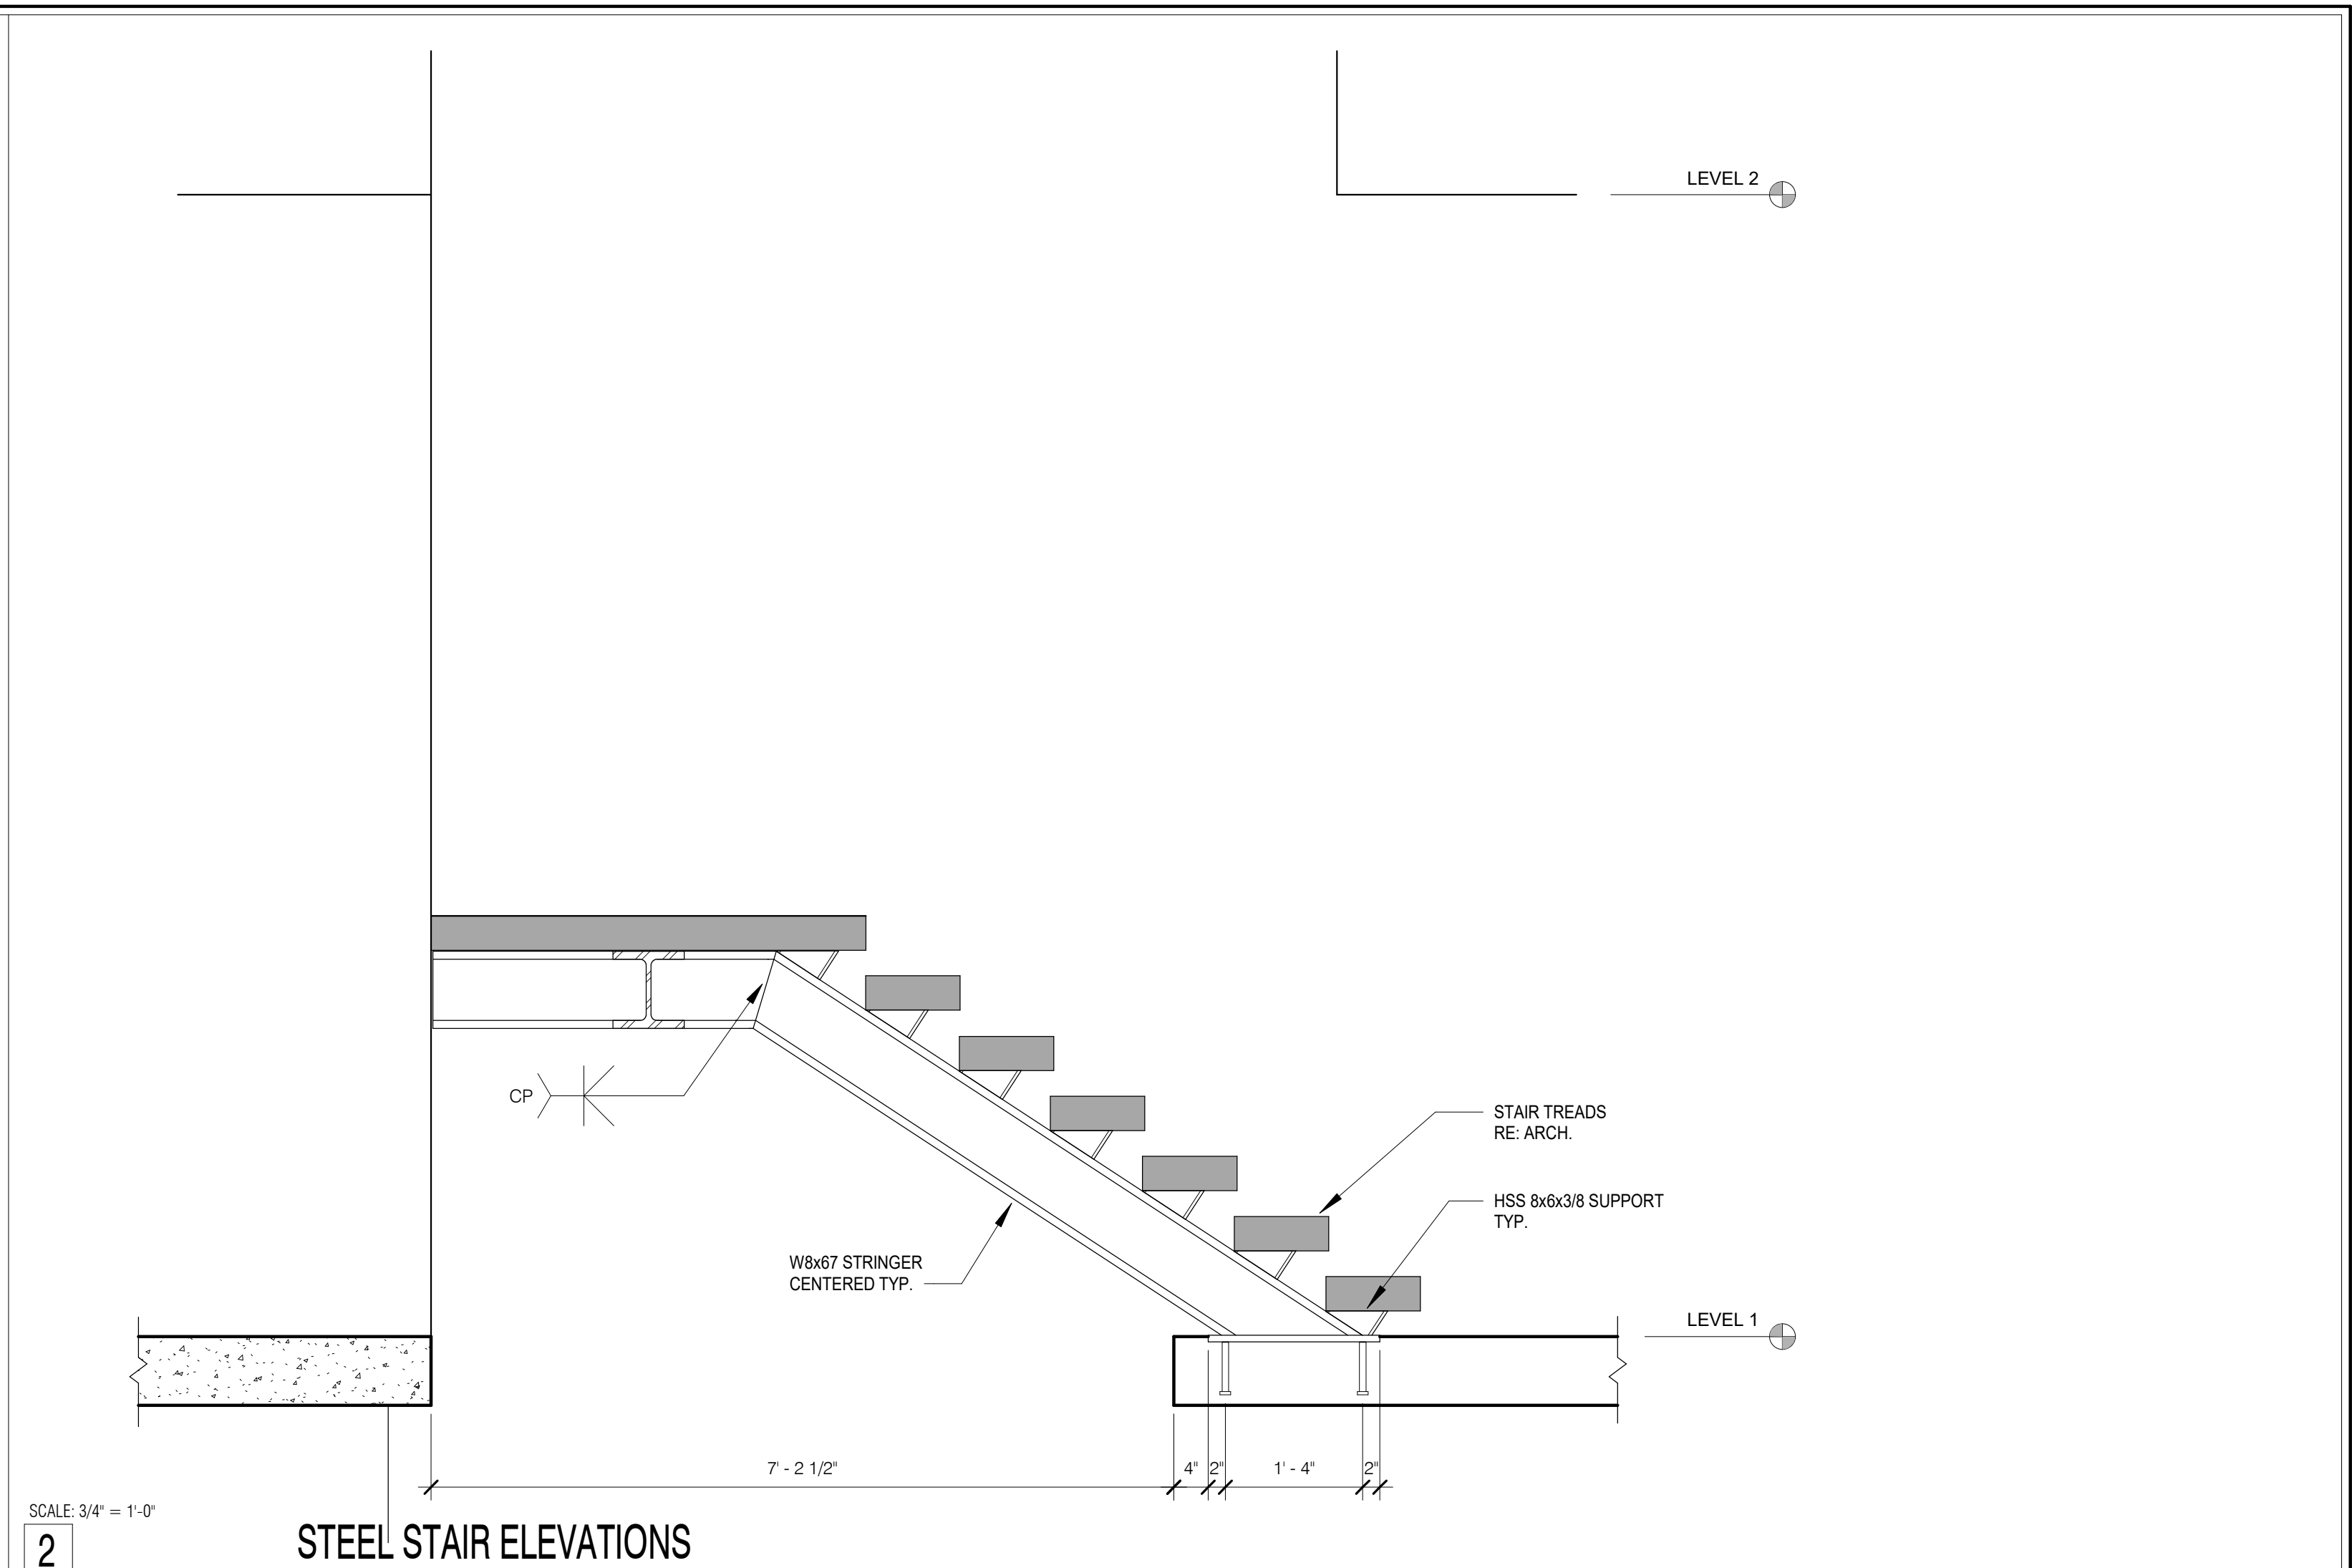 LEVEL 2
CP
STAIR TREADS
RE: ARCH.
HSS 8x6x3/8 SUPPORT
TYP.
W8x67 STRINGER
CENTERED TYP.
LEVEL 1
7' - 2 1/2"
4"
2"
1' - 4"
2"
SCALE: 3/4" = 1'-0"
2
STEEL STAIR ELEVATIONS